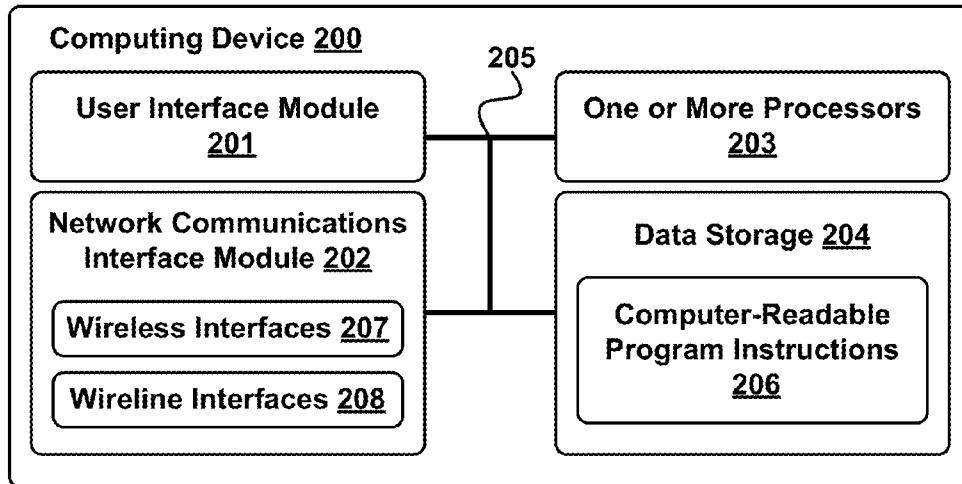 Computing Device 200
205
User Interface Module
201
One or More Processors
203
Network Communications
Interface Module 202
Wireless Interfaces 207
Wireline Interfaces 208
Data Storage 204
Computer-Readable
Program Instructions
206